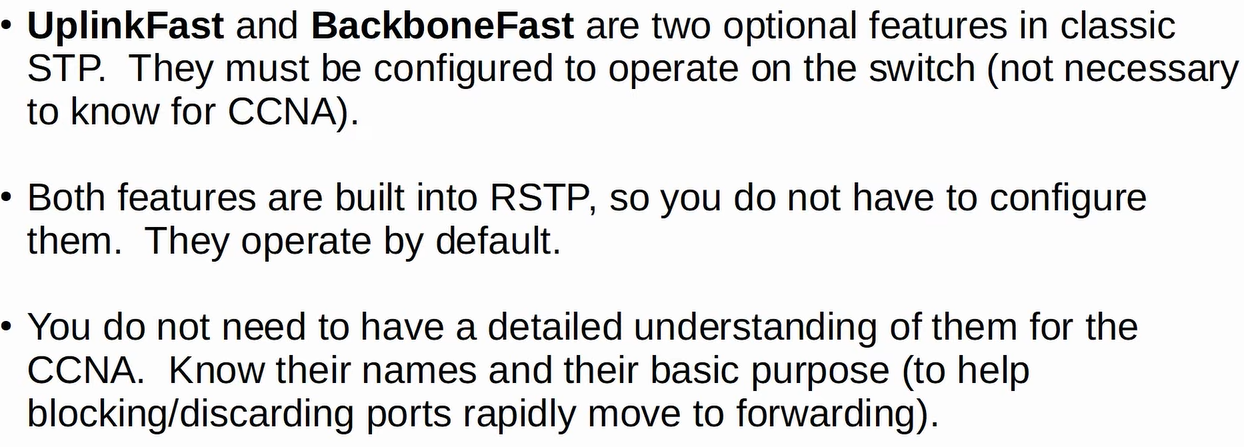 • UplinkFast and BackboneFast are two optional features in classic
STP.  They must be configured to operate on the switch (not necessary
to know for CCNA).
• Both features are built into RSTP, so you do not have to configure
them.  They operate by default.
• You do not need to have a detailed understanding of them for the
CCNA.  Know their names and their basic purpose (to help
blocking/discarding ports rapidly move to forwarding).